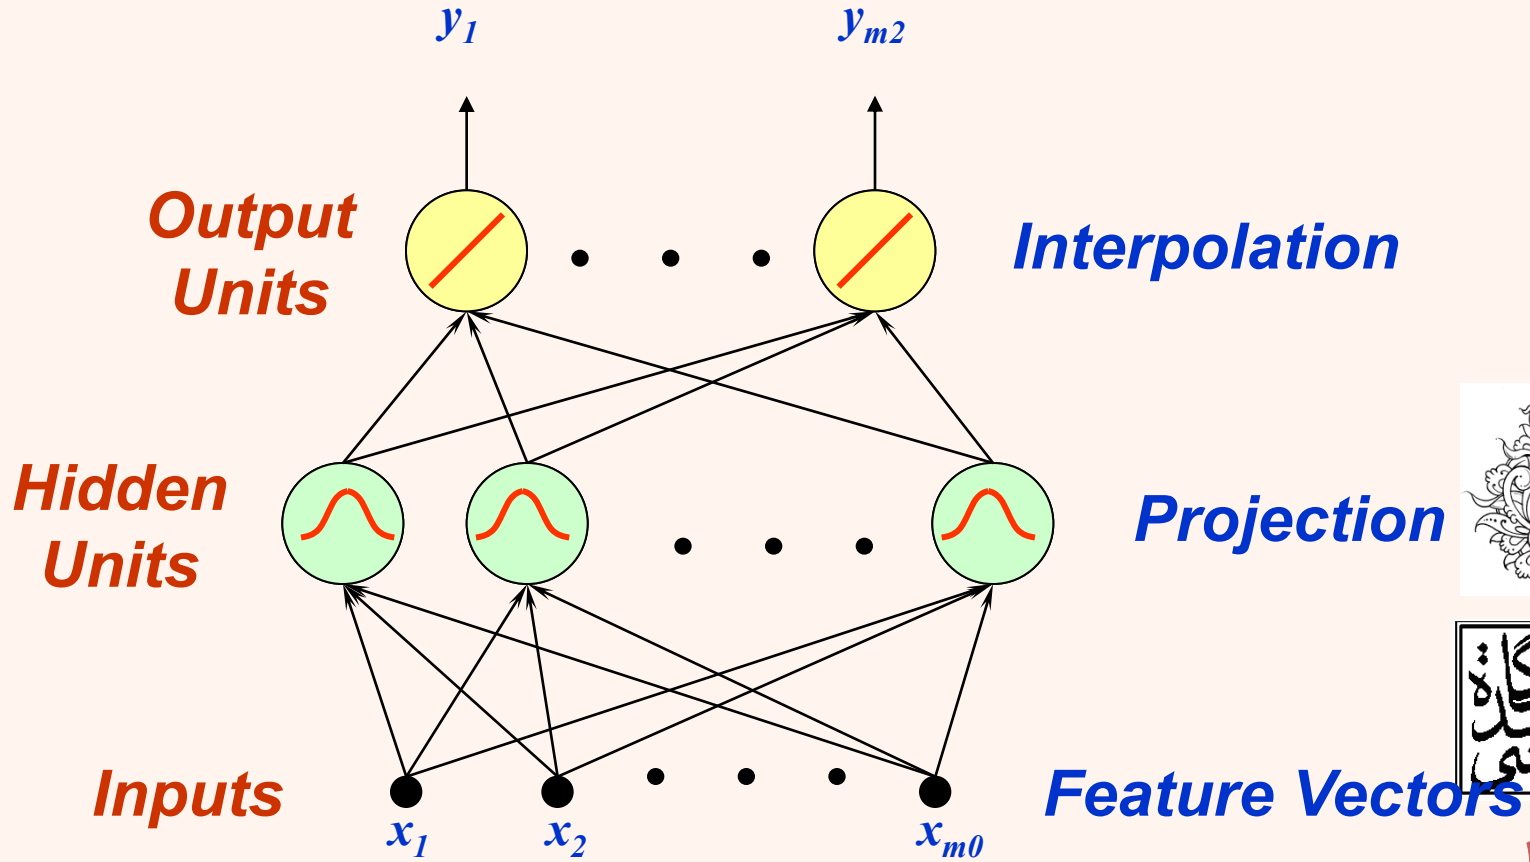 y1
ym2
Output
Units
Interpolation
Hidden
Units
Projection
Inputs
Feature Vectors
x1
x2
xm0